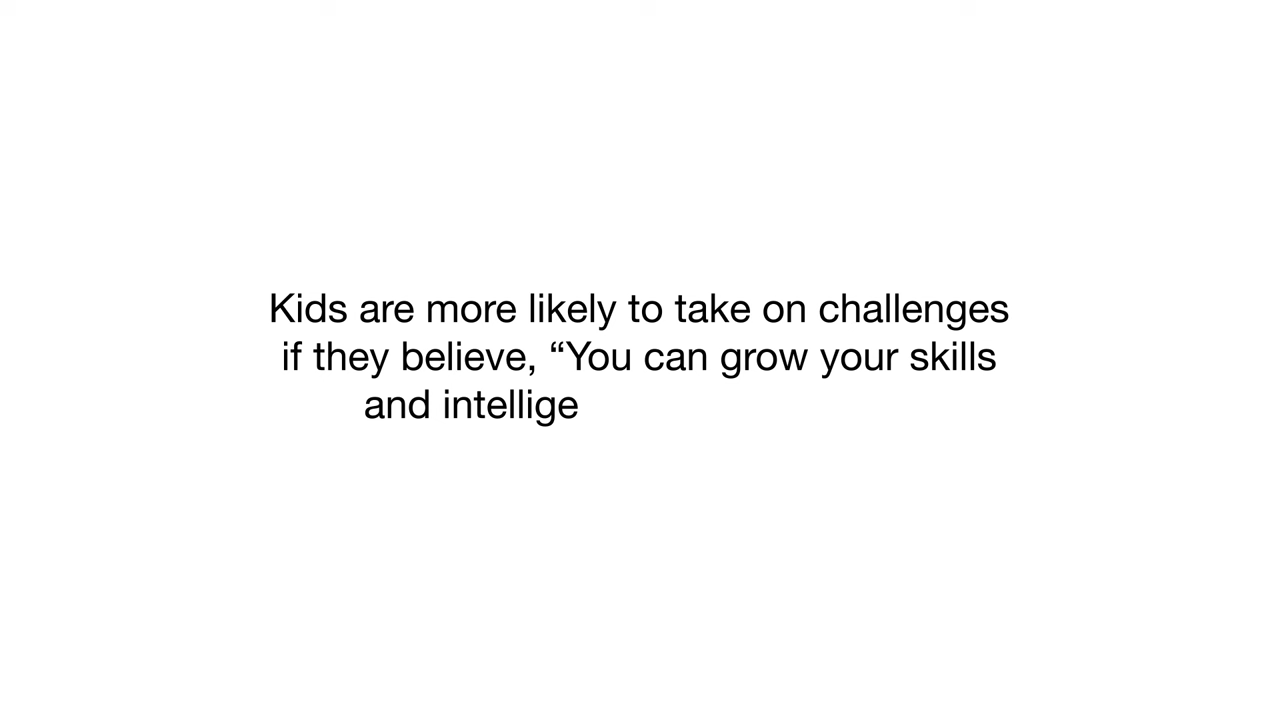 Kids are more likely to take on challenges
if they believe, “You can grow your skills
and intellige